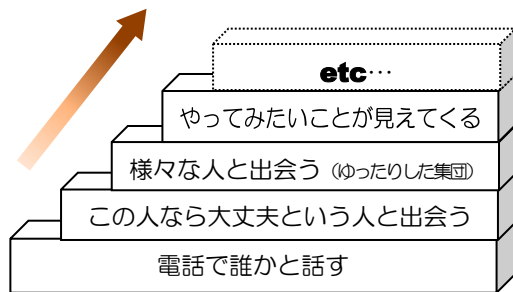 etc…
やってみたいことが見えてくる
様々な人と出会う（ゆったりした集団）
この人なら大丈夫という人と出会う
電話で誰かと話す